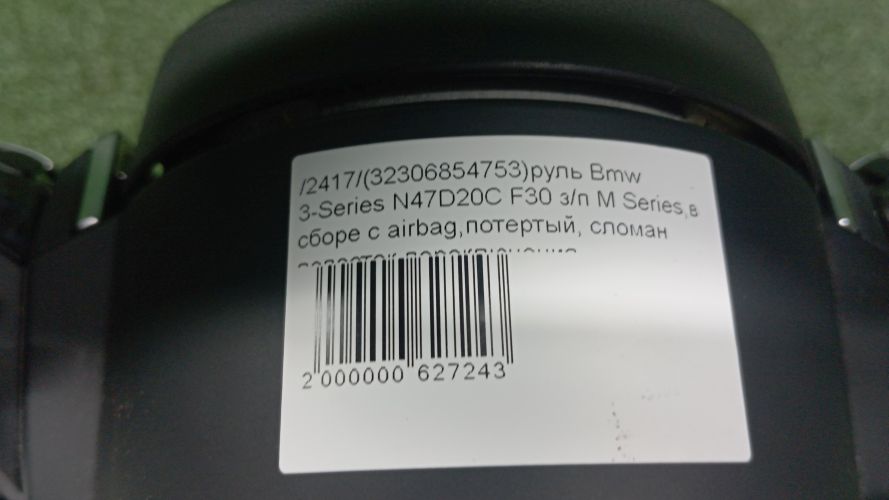 /2417/(32306854753)руль Bmw
3-Series N47D20C F30 з/п M Series,в
сборе с airbag,потертый, сломан
2 000000 627243